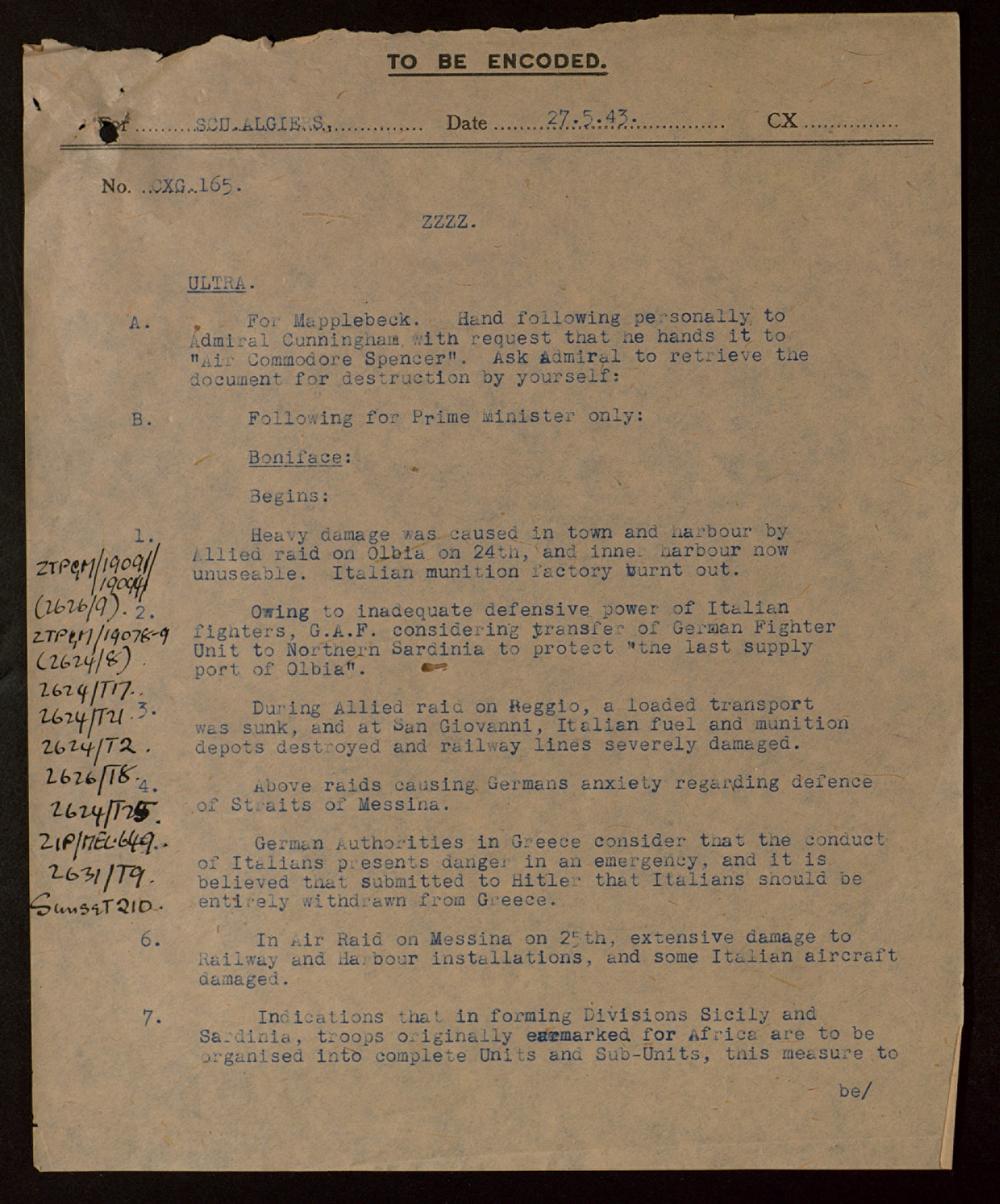 TO BE ENCODED.
For SCU.ALGIERS, Date 27.5.43. CX
No. CXG.165.
ZZZZ.
ULTRA.
A. For Mapplebeck. Hand following personally to
Admiral Cunningham with request that he hands it to
"Air Commodore Spencer". Ask Admiral to retrieve the
document for destruction by yourself:
B. Following for Prime Minister only:
Boniface:
Begins:
1. Heavy damage was caused in town and harbour by
Allied raid on Olbia on 24th, and inner harbour now
unuseable. Italian munition factory burnt out.
2. Owing to inadequate defensive power of Italian
fighters, G.A.F. considering transfer of German Fighter
Unit to Northern Sardinia to protect "the last supply
port of Olbia".
3. During Allied raid on Reggio, a loaded transport
was sunk, and at San Giovanni, Italian fuel and munition
depots destroyed and railway lines severely damaged.
4. Above raids causing Germans anxiety regarding defence
of Straits of Messina.
German Authorities in Greece consider that the conduct
of Italians presents danger in an emergency, and it is
believed that submitted to Hitler that Italians should be
entirely withdrawn from Greece.
6. In Air Raid on Messina on 25th, extensive damage to
Railway and Harbour installations, and some Italian aircraft
damaged.
7. Indications that in forming Divisions Sicily and
Sardinia, troops originally earmarked for Africa are to be
organised into complete Units and Sub-Units, this measure to
be/
ZTPGM/19091/
19094
(2626/9).
ZTPGM/19078-9
(2624/8).
2624/T17.
2624/T21.
2624/T2.
2626/T8.
2624/T25.
ZIP/MEL.649.
2631/T9.
Sunset 210.